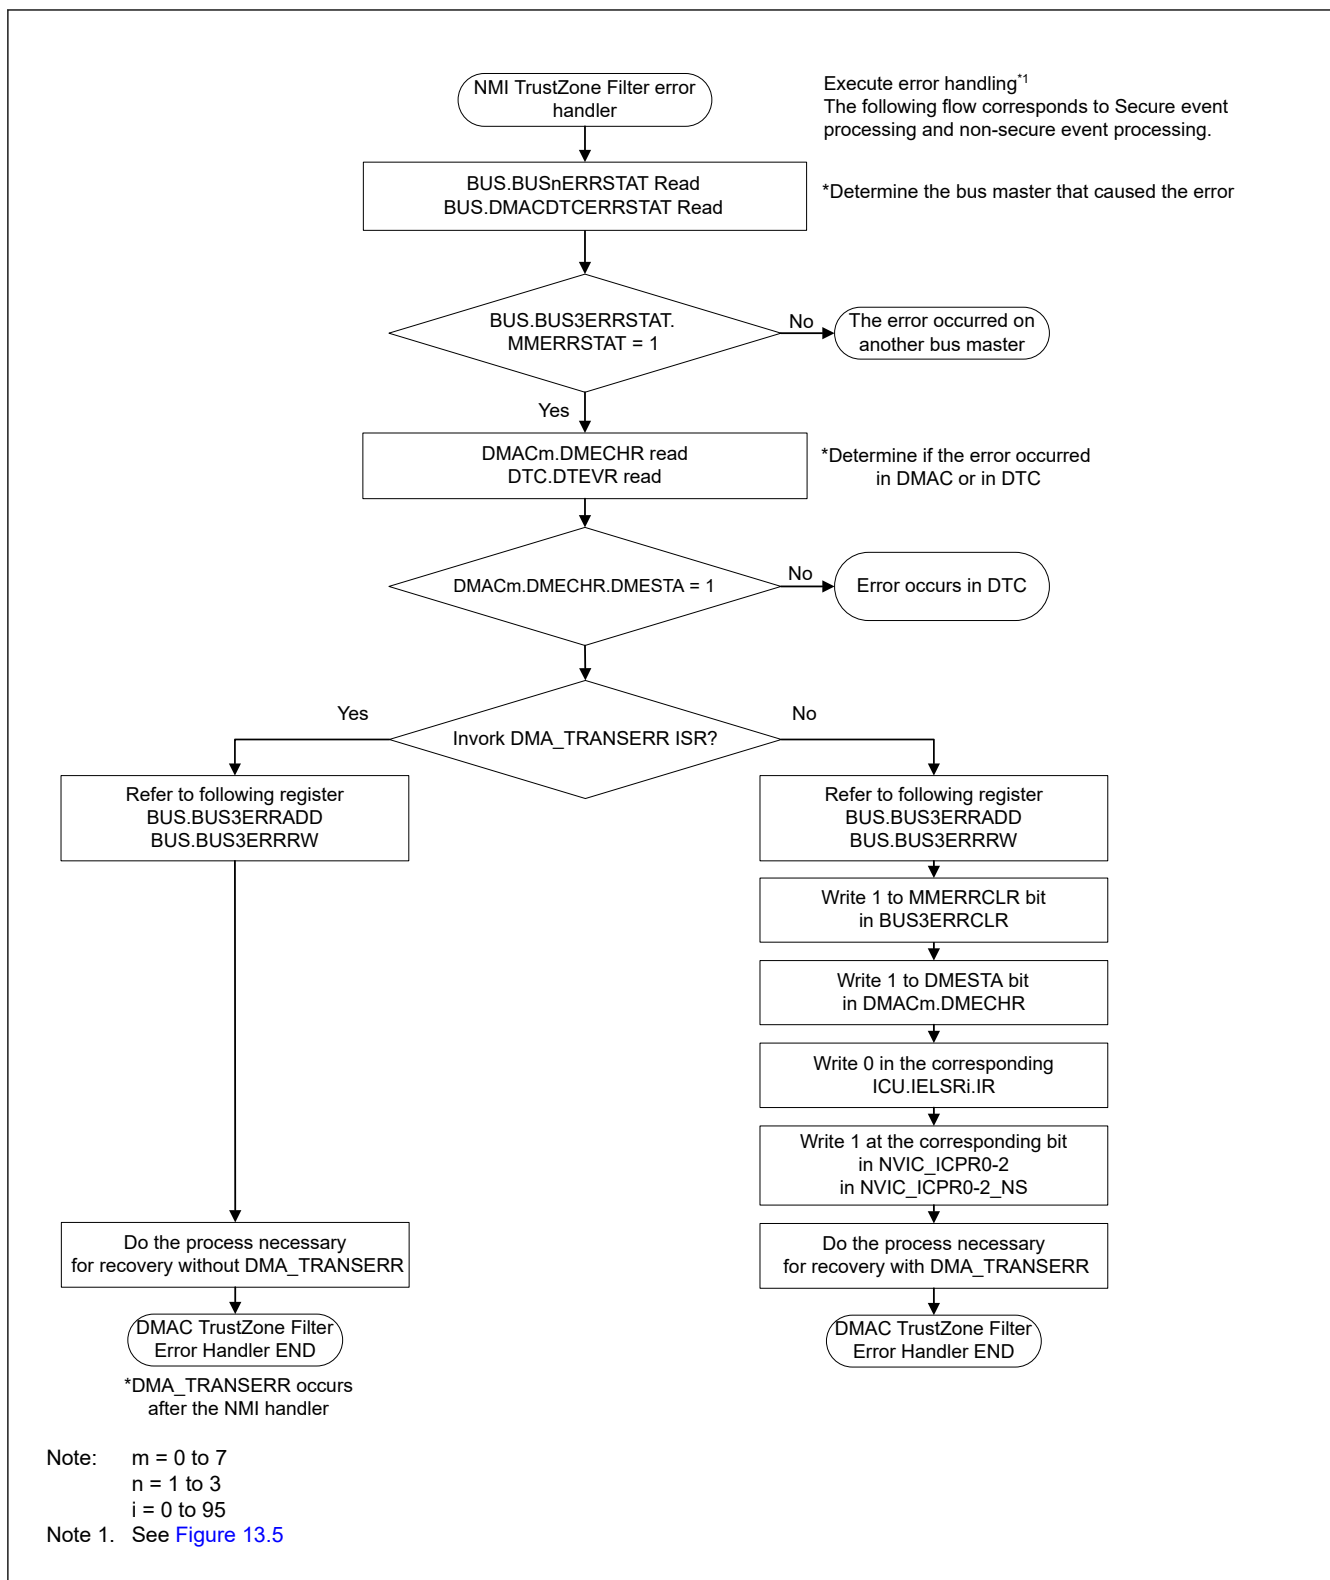 NMI TrustZone Filter error
handler
Execute error handling*1
The following flow corresponds to Secure event
processing and non-secure event processing.
BUS.BUSnERRSTAT Read
BUS.DMACDTCERRSTAT Read
*Determine the bus master that caused the error
BUS.BUS3ERRSTAT.
MMERRSTAT = 1
No
The error occurred on
another bus master
Yes
DMACm.DMECHR read
DTC.DTEVR read
*Determine if the error occurred
in DMAC or in DTC
DMACm.DMECHR.DMESTA = 1
No
Error occurs in DTC
Yes
No
Invork DMA_TRANSERR ISR?
Refer to following register
BUS.BUS3ERRADD
BUS.BUS3ERRRW
Refer to following register
BUS.BUS3ERRADD
BUS.BUS3ERRRW
Write 1 to MMERRCLR bit
in BUS3ERRCLR
Write 1 to DMESTA bit
in DMACm.DMECHR
Write 0 in the corresponding
ICU.IELSRi.IR
Write 1 at the corresponding bit
in NVIC_ICPR0-2
in NVIC_ICPR0-2_NS
Do the process necessary
for recovery without DMA_TRANSERR
Do the process necessary
for recovery with DMA_TRANSERR
DMAC TrustZone Filter
Error Handler END
DMAC TrustZone Filter
Error Handler END
*DMA_TRANSERR occurs
after the NMI handler
Note: m = 0 to 7
n = 1 to 3
i = 0 to 95
Note 1. See Figure 13.5